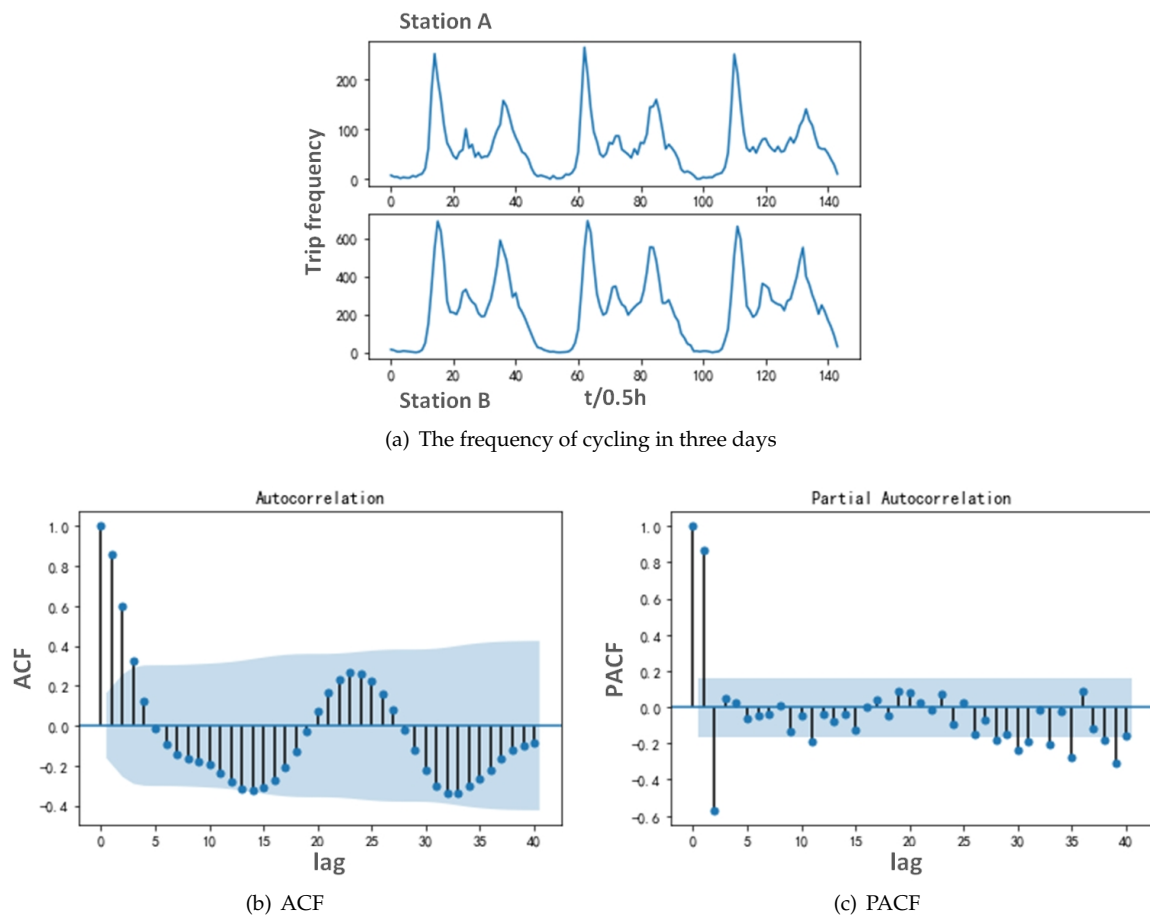 Station A
Trip frequency
200
100
0
0 20 40 60 80 100 120 140
600
400
200
0
0 20 40 60 80 100 120 140
Station B t/0.5h
(a) The frequency of cycling in three days
Autocorrelation
ACF
1.0
0.8
0.6
0.4
0.2
0.0
−0.2
−0.4
0 5 10 15 20 25 30 35 40
lag
(b) ACF
Partial Autocorrelation
PACF
1.0
0.8
0.6
0.4
0.2
0.0
−0.2
−0.4
−0.6
0 5 10 15 20 25 30 35 40
lag
(c) PACF